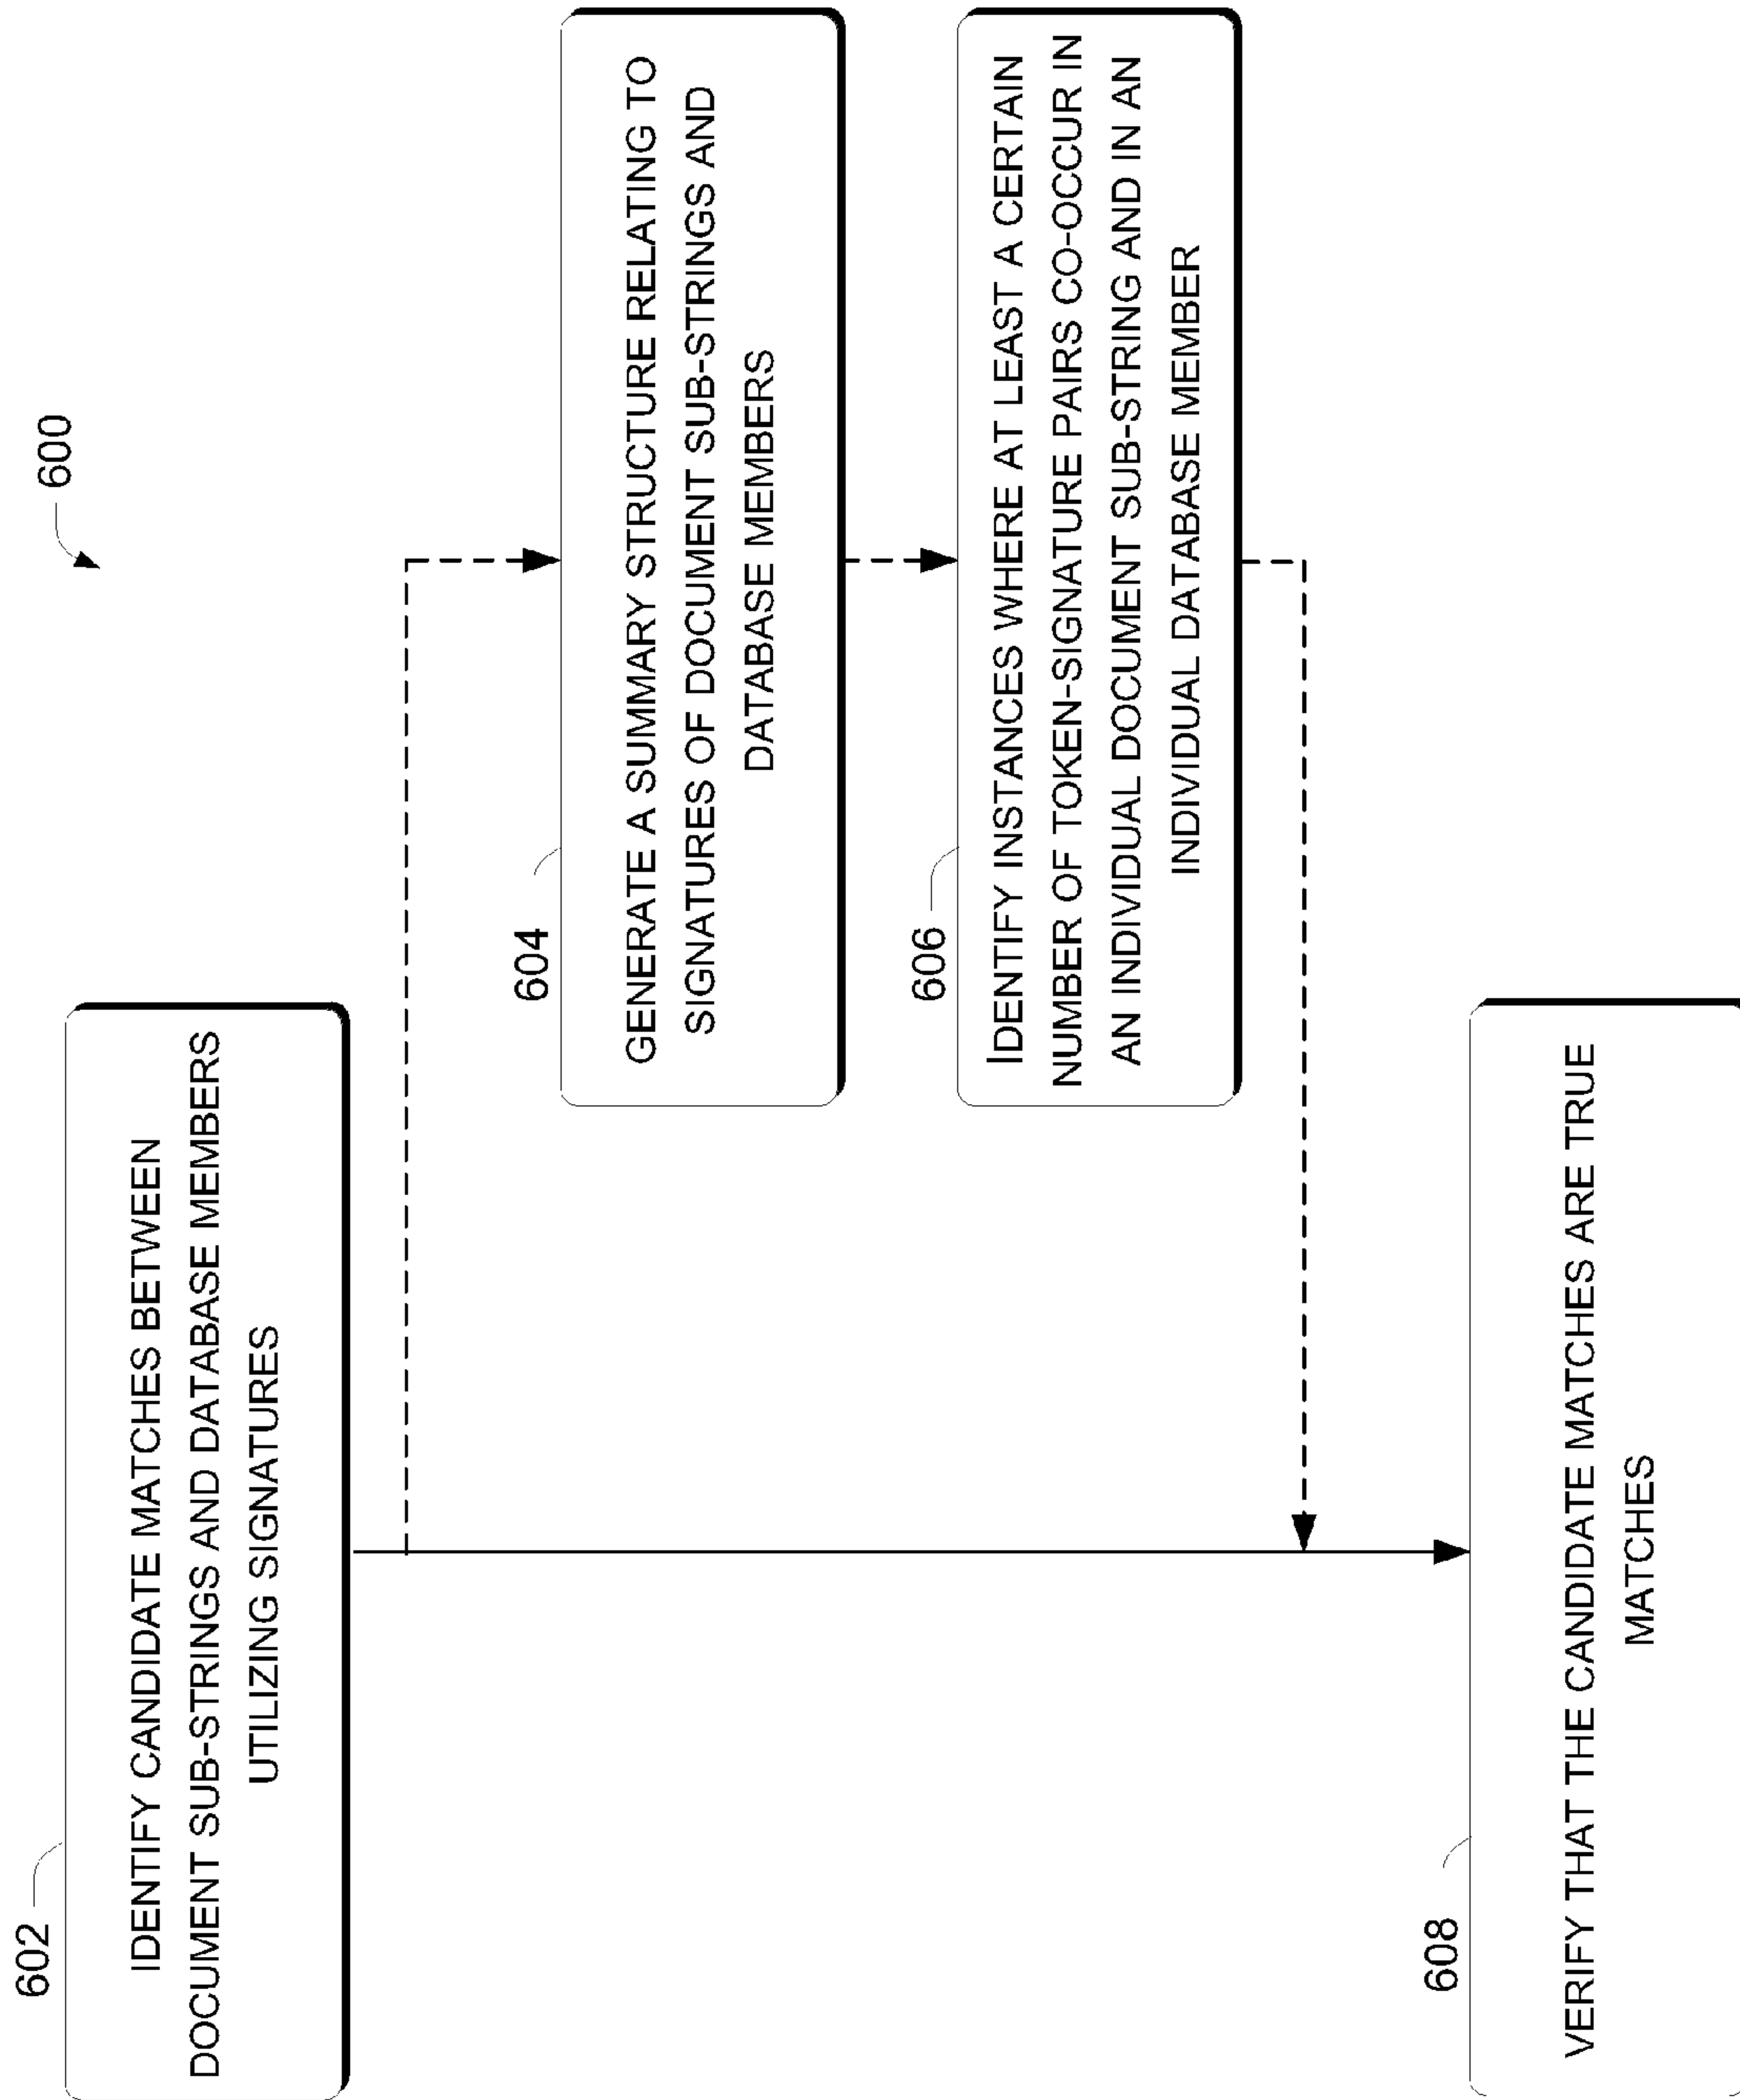 600
602
IDENTIFY CANDIDATE MATCHES BETWEEN
DOCUMENT SUB-STRINGS AND DATABASE MEMBERS
UTILIZING SIGNATURES
604
GENERATE A SUMMARY STRUCTURE RELATING TO
SIGNATURES OF DOCUMENT SUB-STRINGS AND
DATABASE MEMBERS
606
IDENTIFY INSTANCES WHERE AT LEAST A CERTAIN
NUMBER OF TOKEN-SIGNATURE PAIRS CO-OCCUR IN
AN INDIVIDUAL DOCUMENT SUB-STRING AND IN AN
INDIVIDUAL DATABASE MEMBER
608
VERIFY THAT THE CANDIDATE MATCHES ARE TRUE
MATCHES